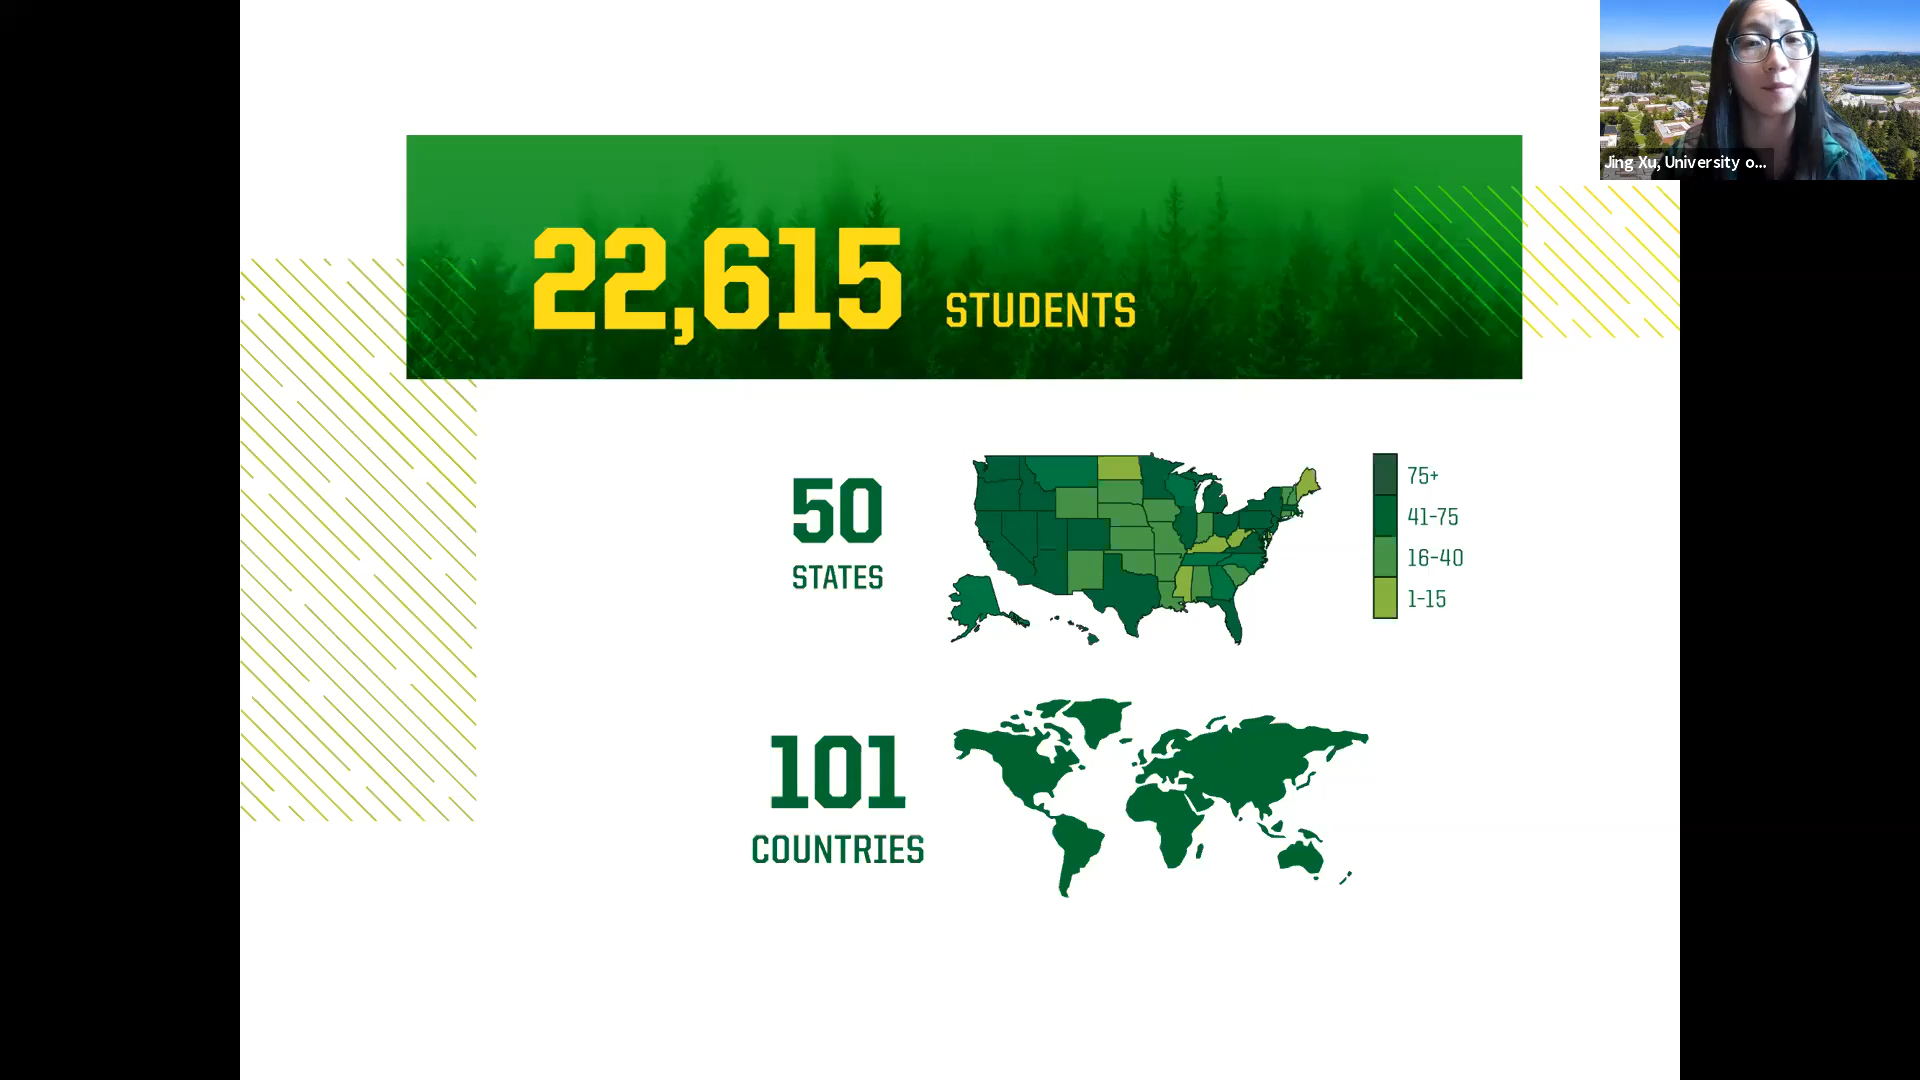 Jing Xu, University o...
22,615 STUDENTS
50
STATES
75+
41-75
16-40
1-15
101
COUNTRIES